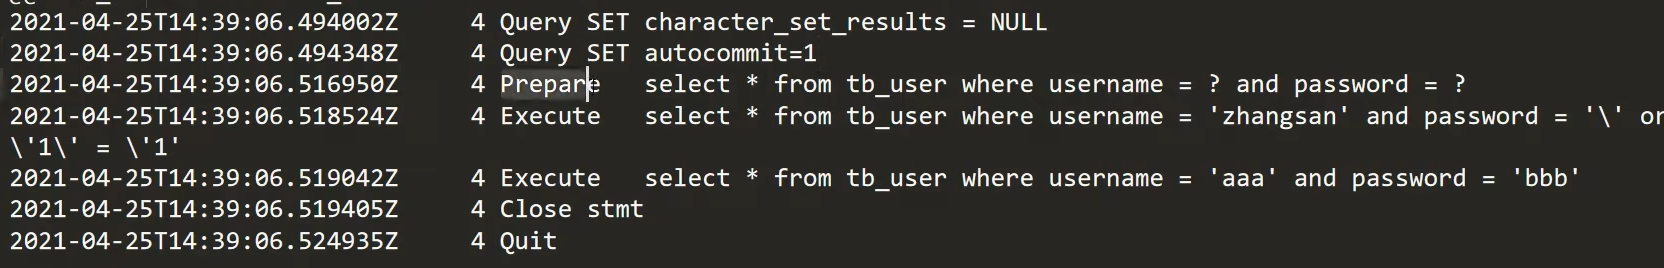 2021-04-25T14:39:06.494002Z 4 Query SET character_set_results = NULL
2021-04-25T14:39:06.494348Z 4 Query SET autocommit=1
2021-04-25T14:39:06.516950Z 4 Prepare select * from tb_user where username = ? and password = ?
2021-04-25T14:39:06.518524Z 4 Execute select * from tb_user where username = 'zhangsan' and password = '\' or
\'1\' = \'1'
2021-04-25T14:39:06.519042Z 4 Execute select * from tb_user where username = 'aaa' and password = 'bbb'
2021-04-25T14:39:06.519405Z 4 Close stmt
2021-04-25T14:39:06.524935Z 4 Quit